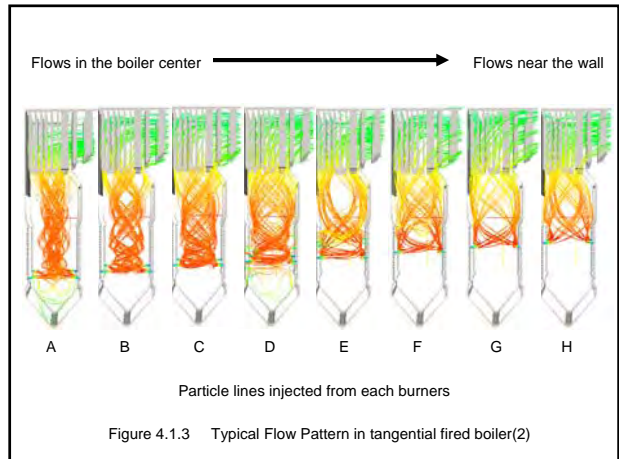 Flows in the boiler center Flows near the wall
A B C D E F G H
Particle lines injected from each burners
Figure 4.1.3 Typical Flow Pattern in tangential fired boiler(2)